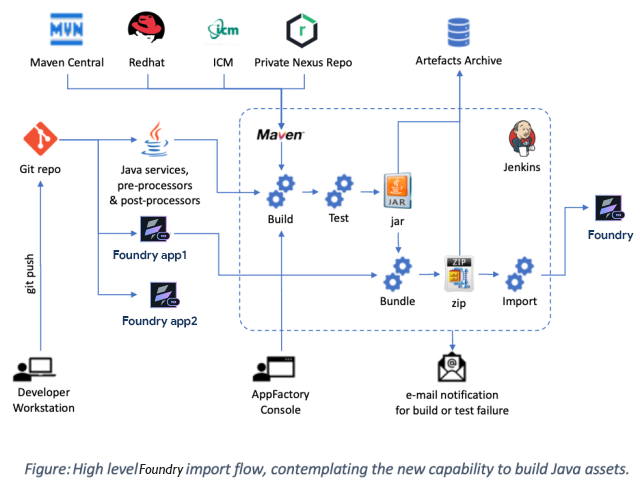 MVN
icm
r
Maven Central
Redhat
ICM
Private Nexus Repo
Artefacts Archive
Maven
Jenkins
Git repo
Java services,
pre-processors
& post-processors
Java
Build
Test
JAR
jar
Foundry
Foundry app1
git push
Bundle
ZIP
zip
Import
Foundry app2
@
Developer
Workstation
AppFactory
Console
e-mail notification
for build or test failure
Figure: High level Foundry import flow, contemplating the new capability to build Java assets.